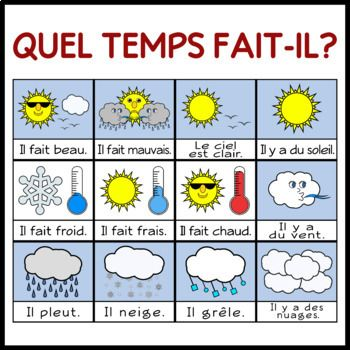 QUEL TEMPS FAIT-IL?
Il fait beau.
Il fait mauvais.
Le ciel
est clair.
Il y a du soleil.
Il fait froid.
Il fait frais.
Il fait chaud.
Il y a
du vent.
Il pleut.
Il neige.
Il grêle.
Il y a des
nuages.